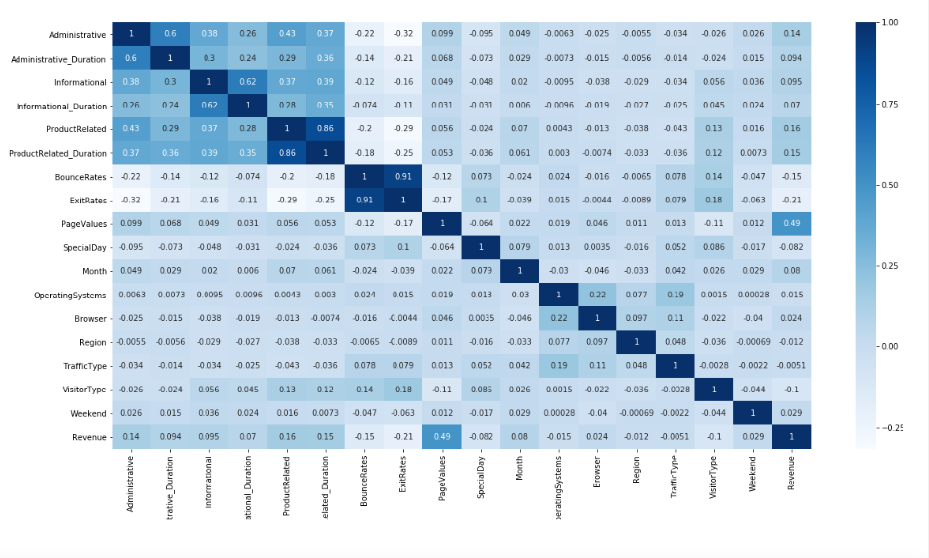 Administrative 1 0.6 0.38 0.26 0.43 0.37 -0.22 -0.32 0.099 -0.095 0.049 -0.0063 -0.025 -0.0055 -0.034 -0.026 0.026 0.14
Administrative_Duration 0.6 1 0.3 0.24 0.29 0.36 -0.14 -0.21 0.068 -0.073 0.029 -0.0073 -0.015 -0.0056 -0.014 -0.024 0.015 0.094
Informational 0.38 0.3 1 0.62 0.37 0.39 -0.12 -0.16 0.049 -0.048 0.02 -0.0095 -0.038 -0.029 -0.034 0.056 0.036 0.095
Informational_Duration 0.26 0.24 0.62 1 0.28 0.35 -0.074 -0.11 0.031 -0.031 0.006 -0.0096 -0.019 -0.027 -0.025 0.045 0.024 0.07
ProductRelated 0.43 0.29 0.37 0.28 1 0.86 -0.2 -0.29 0.056 -0.024 0.07 0.0043 -0.013 -0.038 -0.043 0.13 0.016 0.16
ProductRelated_Duration 0.37 0.36 0.39 0.35 0.86 1 -0.18 -0.25 0.053 -0.036 0.061 0.003 -0.0074 -0.033 -0.036 0.12 0.0073 0.15
BounceRates -0.22 -0.14 -0.12 -0.074 -0.2 -0.18 1 0.91 -0.12 0.073 -0.024 0.024 -0.016 -0.0065 0.078 0.14 -0.047 -0.15
ExitRates -0.32 -0.21 -0.16 -0.11 -0.29 -0.25 0.91 1 -0.17 0.1 -0.039 0.015 -0.0044 -0.0089 0.079 0.18 -0.063 -0.21
PageValues 0.099 0.068 0.049 0.031 0.056 0.053 -0.12 -0.17 1 -0.064 0.022 0.019 0.046 0.011 0.013 -0.11 0.012 0.49
SpecialDay -0.095 -0.073 -0.048 -0.031 -0.024 -0.036 0.073 0.1 -0.064 1 0.079 0.013 0.0035 -0.016 0.052 0.086 -0.017 -0.082
Month 0.049 0.029 0.02 0.006 0.07 0.061 -0.024 -0.039 0.022 0.079 1 -0.03 -0.046 -0.033 0.042 0.026 0.029 0.08
OperatingSystems 0.0063 0.0073 0.0095 0.0096 0.0043 0.003 0.024 0.015 0.019 0.013 -0.03 1 0.22 0.077 0.19 0.0015 0.00028 -0.015
Browser -0.025 -0.015 -0.038 -0.019 -0.013 -0.0074 -0.016 -0.0044 0.046 0.0035 -0.046 0.22 1 0.097 0.11 -0.022 -0.04 0.024
Region -0.0055 -0.0056 -0.029 -0.027 -0.038 -0.033 -0.0065 -0.0089 0.011 -0.016 -0.033 0.077 0.097 1 0.048 -0.036 -0.00069 -0.012
TrafficType -0.034 -0.014 -0.034 -0.025 -0.043 -0.036 0.078 0.079 0.013 0.052 0.042 0.19 0.11 0.048 1 -0.0028 -0.0022 -0.0051
VisitorType -0.026 -0.024 0.056 0.045 0.13 0.12 0.14 0.18 -0.11 0.085 0.026 0.0015 -0.022 -0.036 -0.0028 1 -0.044 -0.1
Weekend 0.026 0.015 0.036 0.024 0.016 0.0073 -0.047 -0.063 0.012 -0.017 0.029 0.00028 -0.04 -0.00069 -0.0022 -0.044 1 0.029
Revenue 0.14 0.094 0.095 0.07 0.16 0.15 -0.15 -0.21 0.49 -0.082 0.08 -0.015 0.024 -0.012 -0.0051 -0.1 0.029 1
Administrative
trative_Duration
Informational
ational_Duration
ProductRelated
elated_Duration
BounceRates
ExitRates
PageValues
SpecialDay
Month
peratingSystems
Browser
Region
TrafficType
VisitorType
Weekend
Revenue
1.00
0.75
0.50
0.25
0.00
-0.25